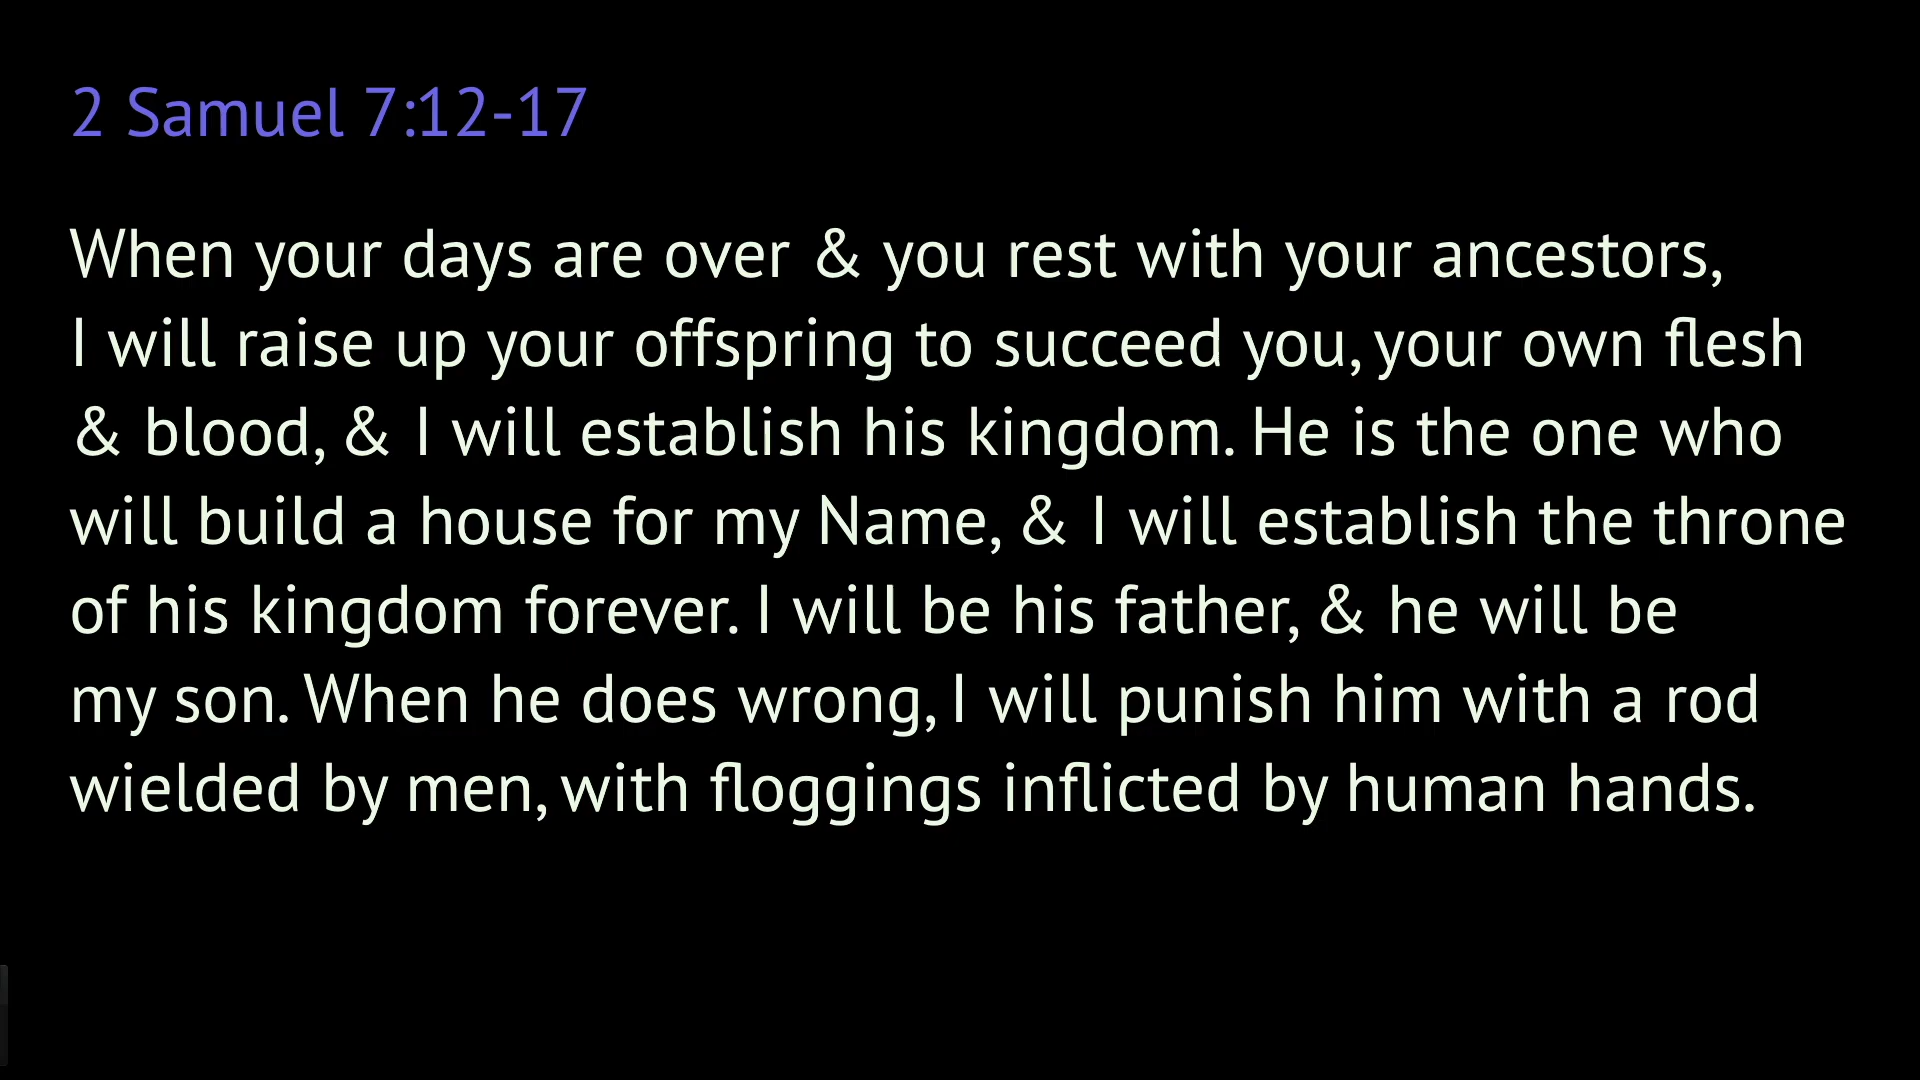 2 Samuel 7:12-17
When your days are over & you rest with your ancestors,
I will raise up your offspring to succeed you, your own flesh
& blood, & I will establish his kingdom. He is the one who
will build a house for my Name, & I will establish the throne
of his kingdom forever. I will be his father, & he will be
my son. When he does wrong, I will punish him with a rod
wielded by men, with floggings inflicted by human hands.